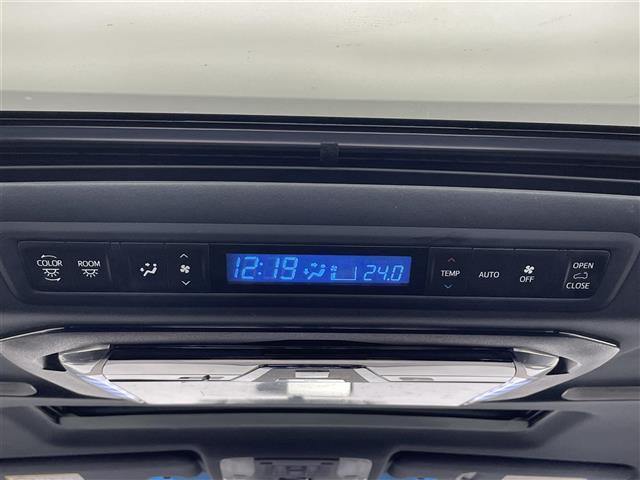 COLOR
ROOM
12:19
24.0
TEMP
AUTO
OFF
OPEN
CLOSE